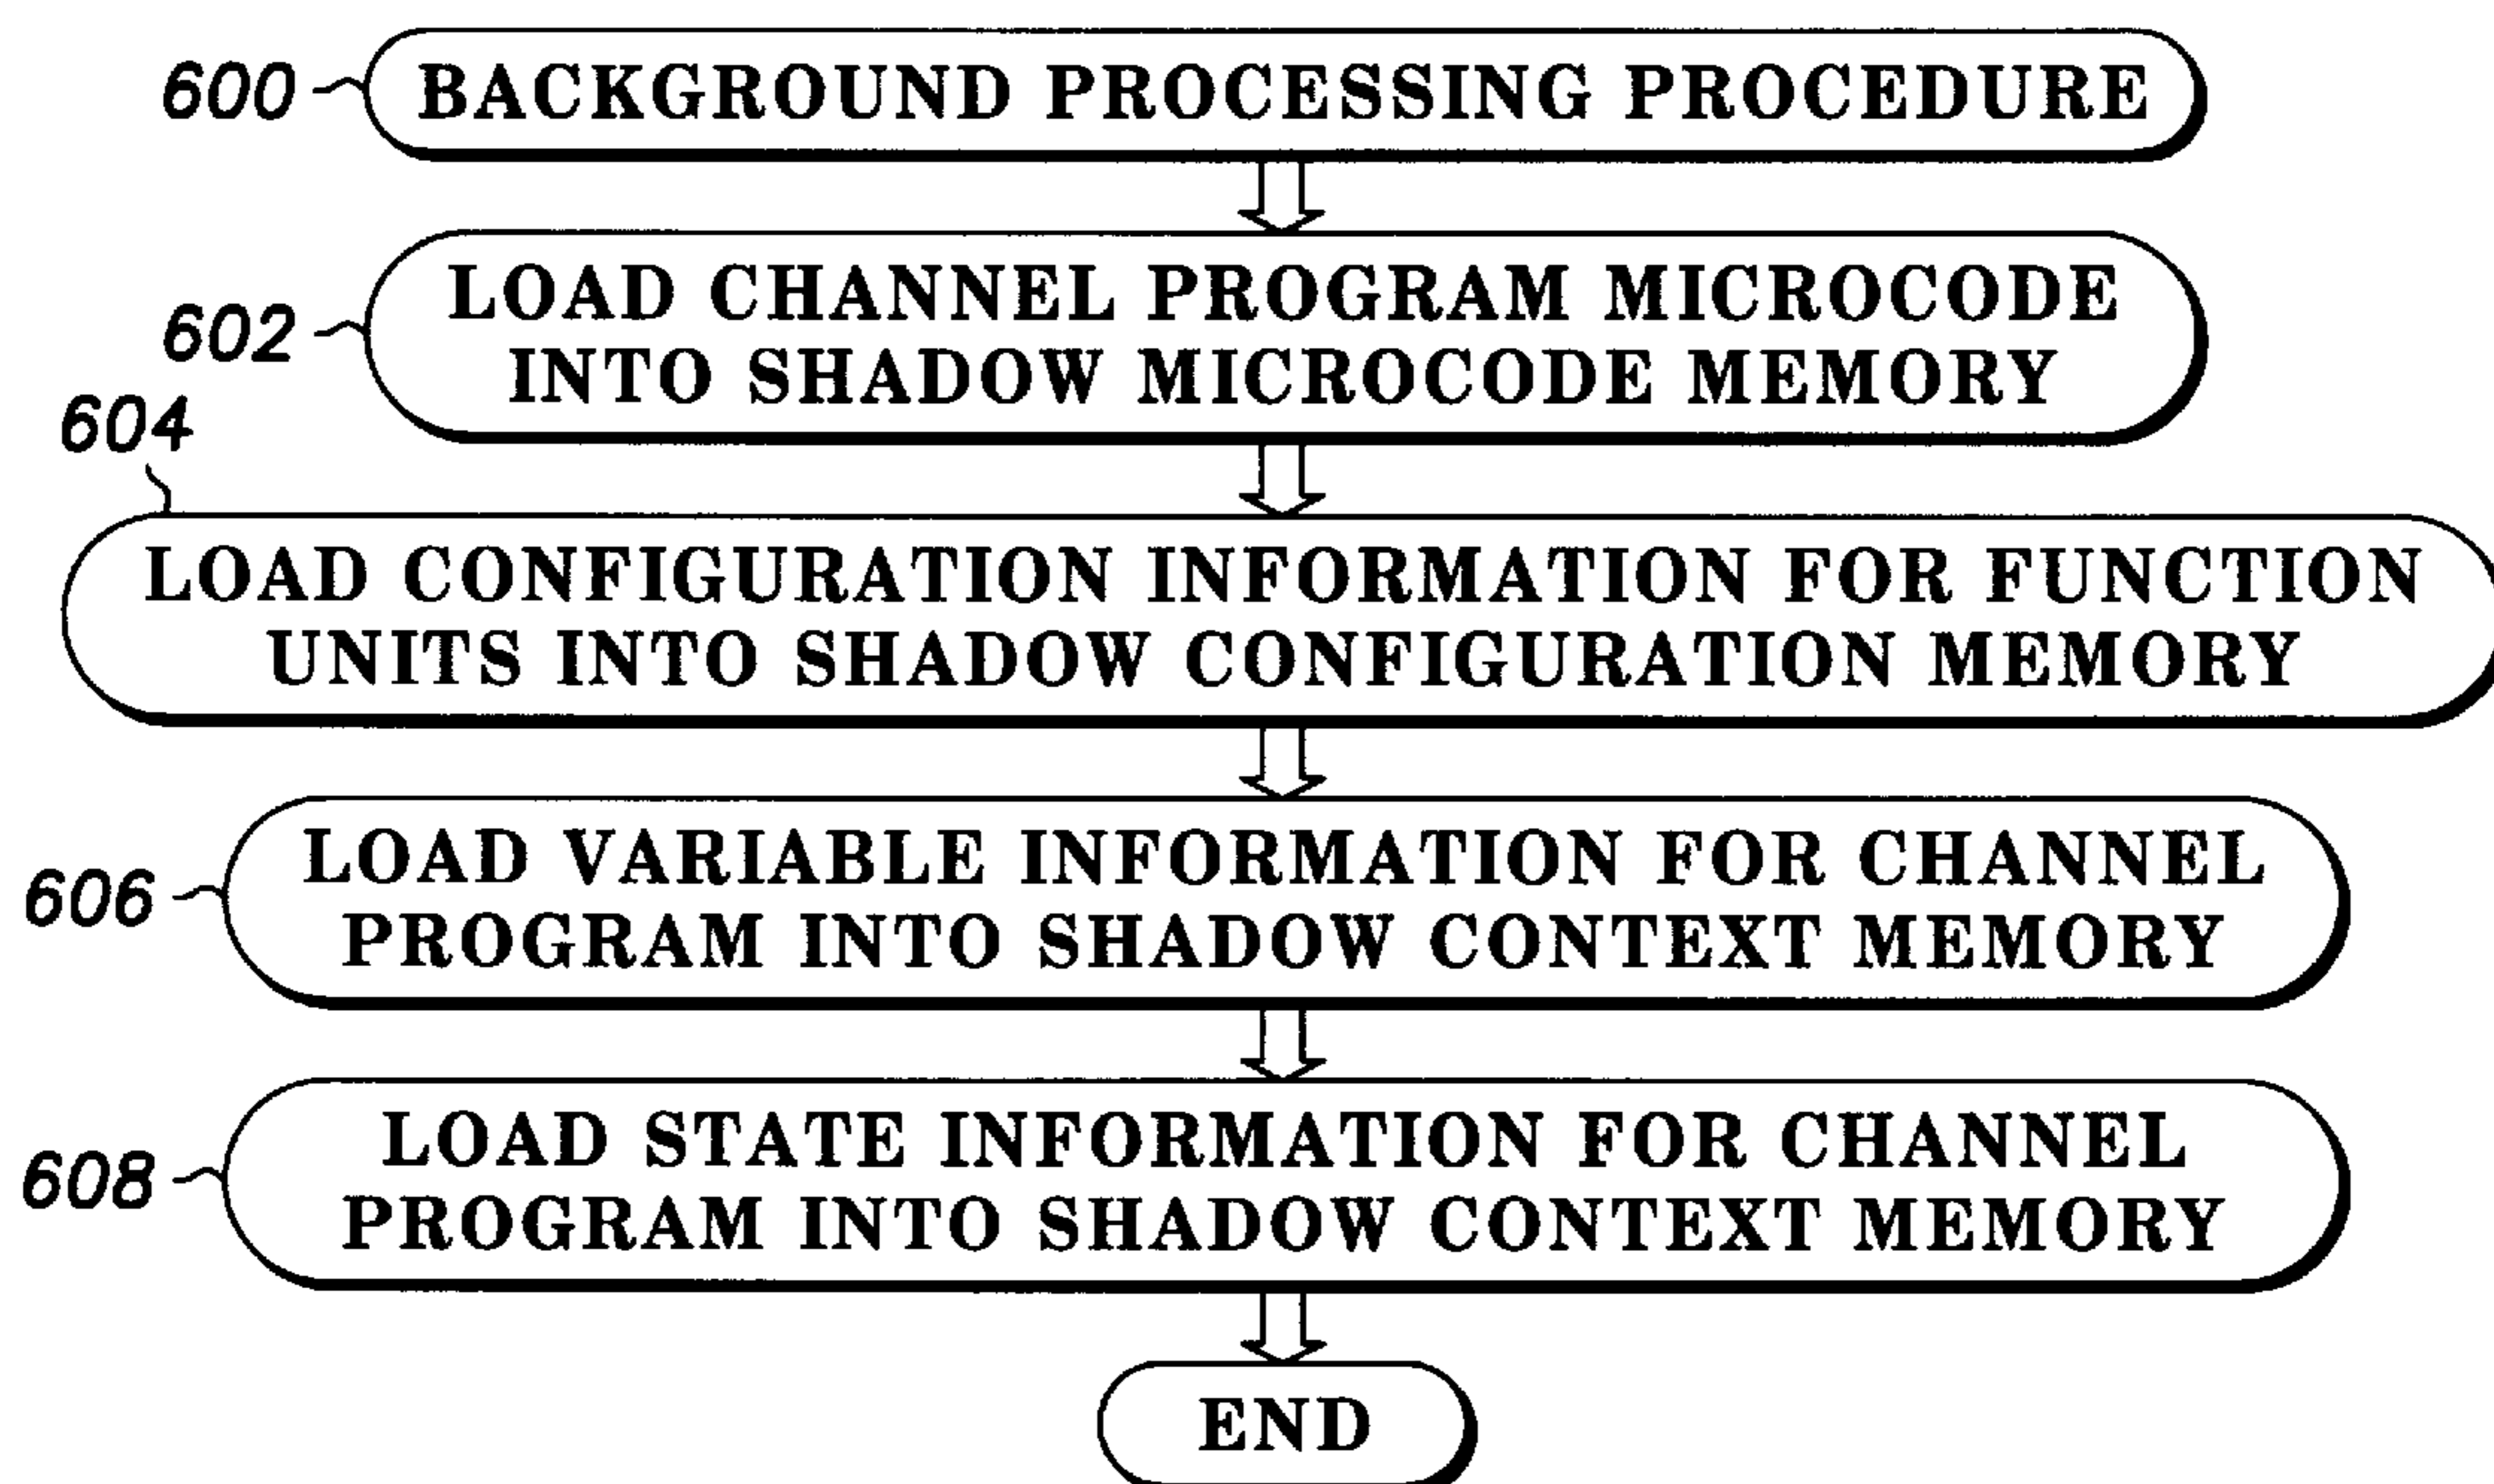 600
BACKGROUND PROCESSING PROCEDURE
602
LOAD CHANNEL PROGRAM MICROCODE
INTO SHADOW MICROCODE MEMORY
604
LOAD CONFIGURATION INFORMATION FOR FUNCTION
UNITS INTO SHADOW CONFIGURATION MEMORY
606
LOAD VARIABLE INFORMATION FOR CHANNEL
PROGRAM INTO SHADOW CONTEXT MEMORY
608
LOAD STATE INFORMATION FOR CHANNEL
PROGRAM INTO SHADOW CONTEXT MEMORY
END